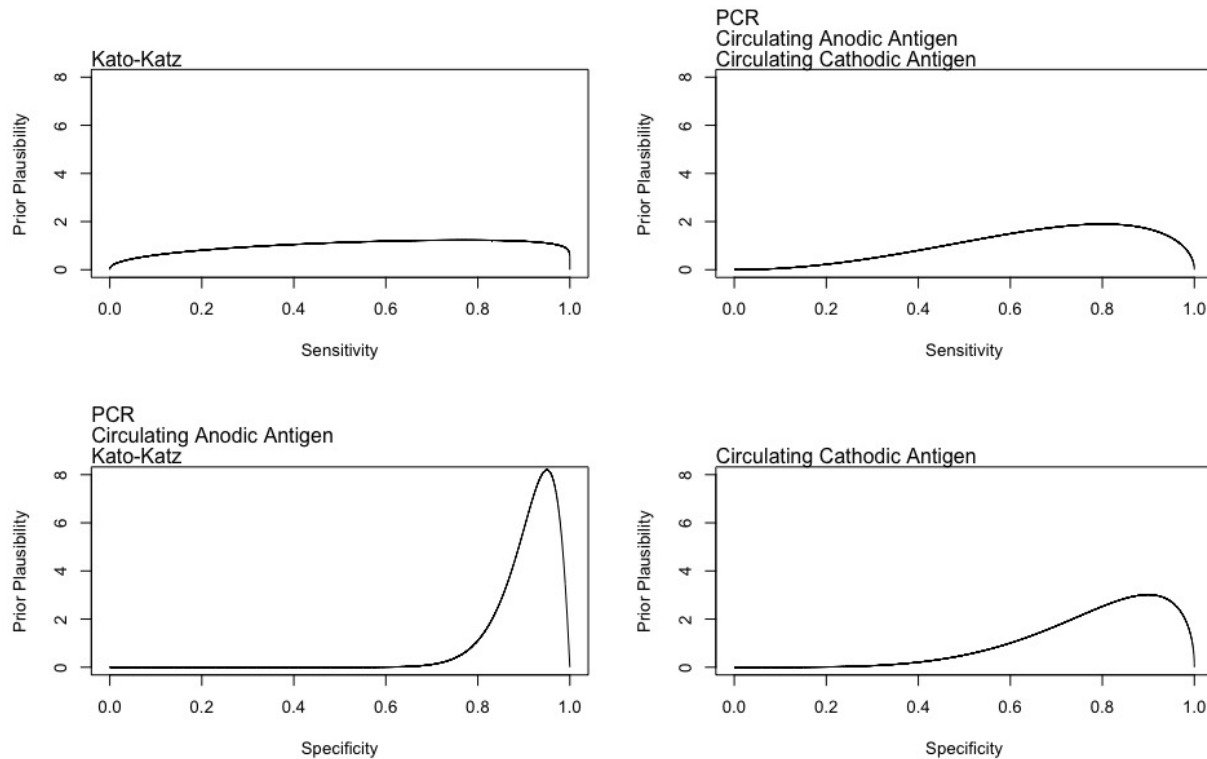 Kato-Katz
Prior Plausibility
8
6
4
2
0
0.0 0.2 0.4 0.6 0.8 1.0
Sensitivity
PCR
Circulating Anodic Antigen
Circulating Cathodic Antigen
Prior Plausibility
8
6
4
2
0
0.0 0.2 0.4 0.6 0.8 1.0
Sensitivity
PCR
Circulating Anodic Antigen
Kato-Katz
Prior Plausibility
8
6
4
2
0
0.0 0.2 0.4 0.6 0.8 1.0
Specificity
Circulating Cathodic Antigen
Prior Plausibility
8
6
4
2
0
0.0 0.2 0.4 0.6 0.8 1.0
Specificity